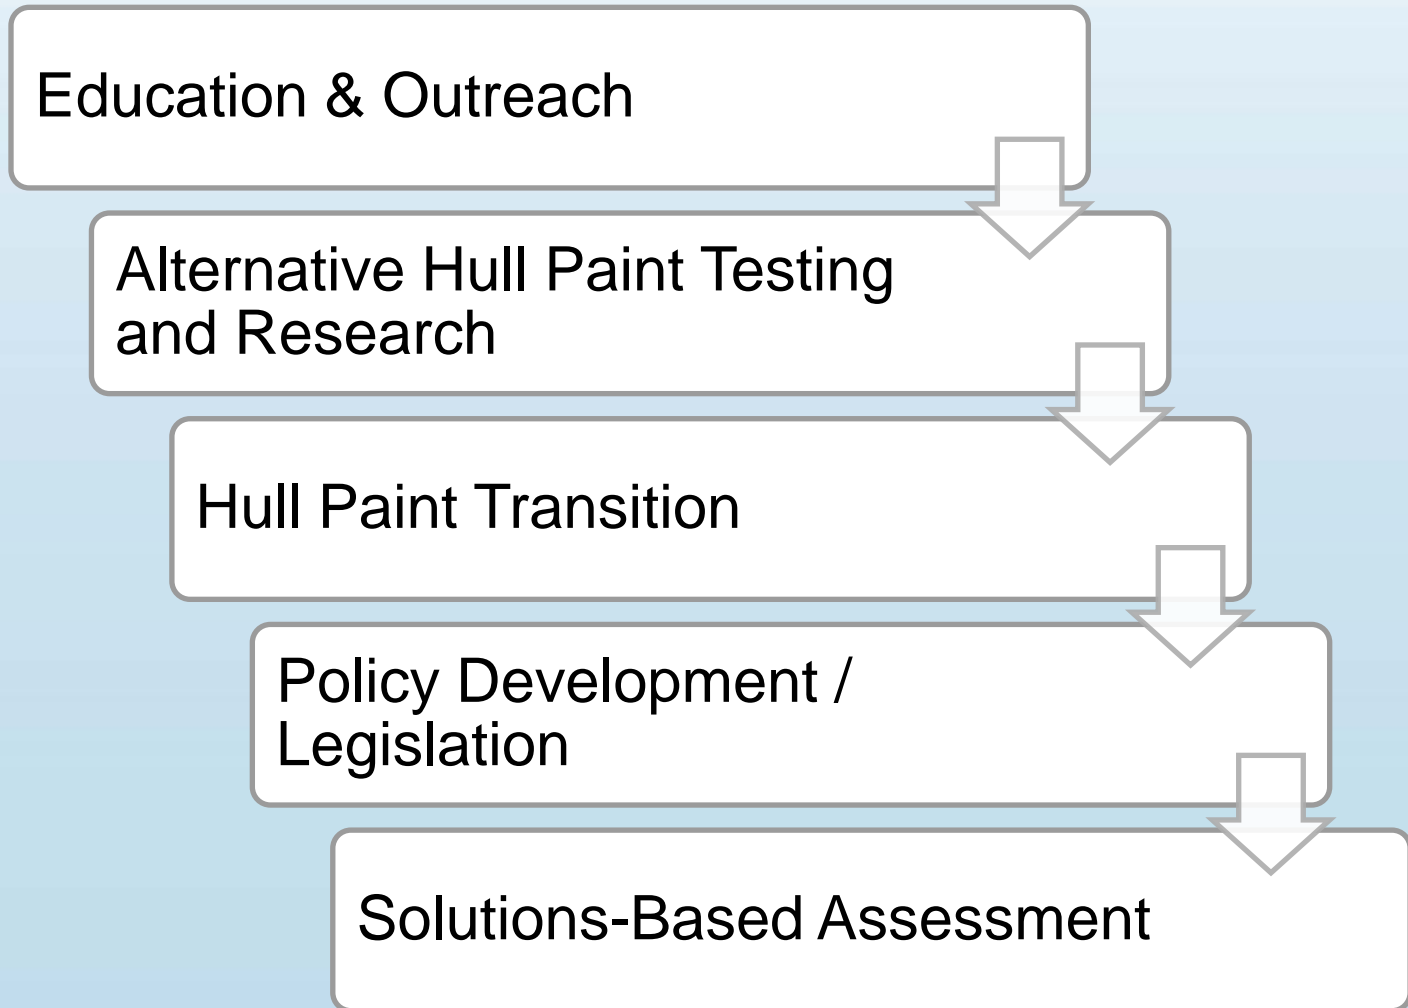 Education & Outreach
Alternative Hull Paint Testing
and Research
Hull Paint Transition
Policy Development /
Legislation
Solutions-Based Assessment